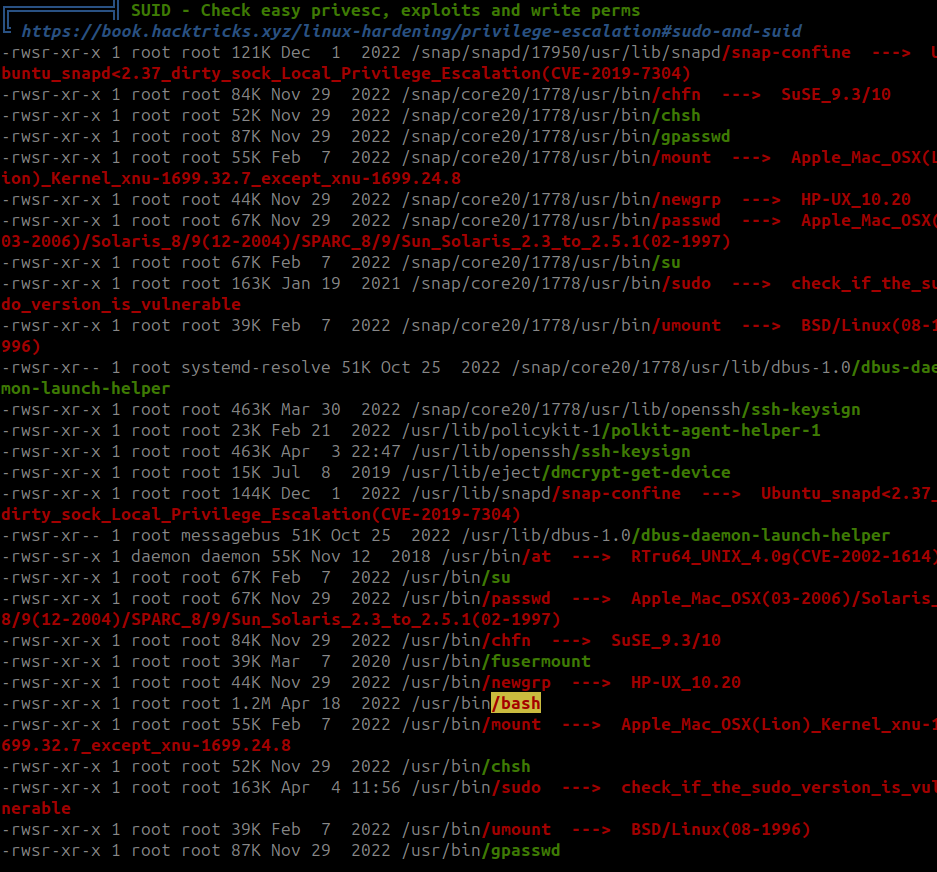 ╔══════════╣ SUID - Check easy privesc, exploits and write perms
╚ https://book.hacktricks.xyz/linux-hardening/privilege-escalation#sudo-and-suid
-rwsr-xr-x 1 root root 121K Dec  1  2022 /snap/snapd/17950/usr/lib/snapd/snap-confine  --->  U
buntu_snapd<2.37_dirty_sock_Local_Privilege_Escalation(CVE-2019-7304)
-rwsr-xr-x 1 root root 84K Nov 29  2022 /snap/core20/1778/usr/bin/chfn  --->  SuSE_9.3/10
-rwsr-xr-x 1 root root 52K Nov 29  2022 /snap/core20/1778/usr/bin/chsh
-rwsr-xr-x 1 root root 87K Nov 29  2022 /snap/core20/1778/usr/bin/gpasswd
-rwsr-xr-x 1 root root 55K Feb  7  2022 /snap/core20/1778/usr/bin/mount  --->  Apple_Mac_OSX(L
ion)_Kernel_xnu-1699.32.7_except_xnu-1699.24.8
-rwsr-xr-x 1 root root 44K Nov 29  2022 /snap/core20/1778/usr/bin/newgrp  --->  HP-UX_10.20
-rwsr-xr-x 1 root root 67K Nov 29  2022 /snap/core20/1778/usr/bin/passwd  --->  Apple_Mac_OSX(
03-2006)/Solaris_8/9(12-2004)/SPARC_8/9/Sun_Solaris_2.3_to_2.5.1(02-1997)
-rwsr-xr-x 1 root root 67K Feb  7  2022 /snap/core20/1778/usr/bin/su
-rwsr-xr-x 1 root root 163K Jan 19  2021 /snap/core20/1778/usr/bin/sudo  --->  check_if_the_su
do_version_is_vulnerable
-rwsr-xr-x 1 root root 39K Feb  7  2022 /snap/core20/1778/usr/bin/umount  --->  BSD/Linux(08-1
996)
-rwsr-xr-- 1 root systemd-resolve 51K Oct 25  2022 /snap/core20/1778/usr/lib/dbus-1.0/dbus-dae
mon-launch-helper
-rwsr-xr-x 1 root root 463K Mar 30  2022 /snap/core20/1778/usr/lib/openssh/ssh-keysign
-rwsr-xr-x 1 root root 23K Feb 21  2022 /usr/lib/policykit-1/polkit-agent-helper-1
-rwsr-xr-x 1 root root 463K Apr  3 22:47 /usr/lib/openssh/ssh-keysign
-rwsr-xr-x 1 root root 15K Jul  8  2019 /usr/lib/eject/dmcrypt-get-device
-rwsr-xr-x 1 root root 144K Dec  1  2022 /usr/lib/snapd/snap-confine  --->  Ubuntu_snapd<2.37_
dirty_sock_Local_Privilege_Escalation(CVE-2019-7304)
-rwsr-xr-- 1 root messagebus 51K Oct 25  2022 /usr/lib/dbus-1.0/dbus-daemon-launch-helper
-rwsr-sr-x 1 daemon daemon 55K Nov 12  2018 /usr/bin/at  --->  RTru64_UNIX_4.0g(CVE-2002-1614)
-rwsr-xr-x 1 root root 67K Feb  7  2022 /usr/bin/su
-rwsr-xr-x 1 root root 67K Nov 29  2022 /usr/bin/passwd  --->  Apple_Mac_OSX(03-2006)/Solaris_
8/9(12-2004)/SPARC_8/9/Sun_Solaris_2.3_to_2.5.1(02-1997)
-rwsr-xr-x 1 root root 84K Nov 29  2022 /usr/bin/chfn  --->  SuSE_9.3/10
-rwsr-xr-x 1 root root 39K Mar  7  2020 /usr/bin/fusermount
-rwsr-xr-x 1 root root 44K Nov 29  2022 /usr/bin/newgrp  --->  HP-UX_10.20
-rwsr-xr-x 1 root root 1.2M Apr 18  2022 /usr/bin/bash
-rwsr-xr-x 1 root root 55K Feb  7  2022 /usr/bin/mount  --->  Apple_Mac_OSX(Lion)_Kernel_xnu-1
699.32.7_except_xnu-1699.24.8
-rwsr-xr-x 1 root root 52K Nov 29  2022 /usr/bin/chsh
-rwsr-xr-x 1 root root 163K Apr  4 11:56 /usr/bin/sudo  --->  check_if_the_sudo_version_is_vul
nerable
-rwsr-xr-x 1 root root 39K Feb  7  2022 /usr/bin/umount  --->  BSD/Linux(08-1996)
-rwsr-xr-x 1 root root 87K Nov 29  2022 /usr/bin/gpasswd